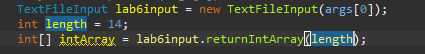 TextFileInput lab6input = new TextFileInput(args[0]);
int length = 14;
int[] intArray = lab6input.returnIntArray(length);